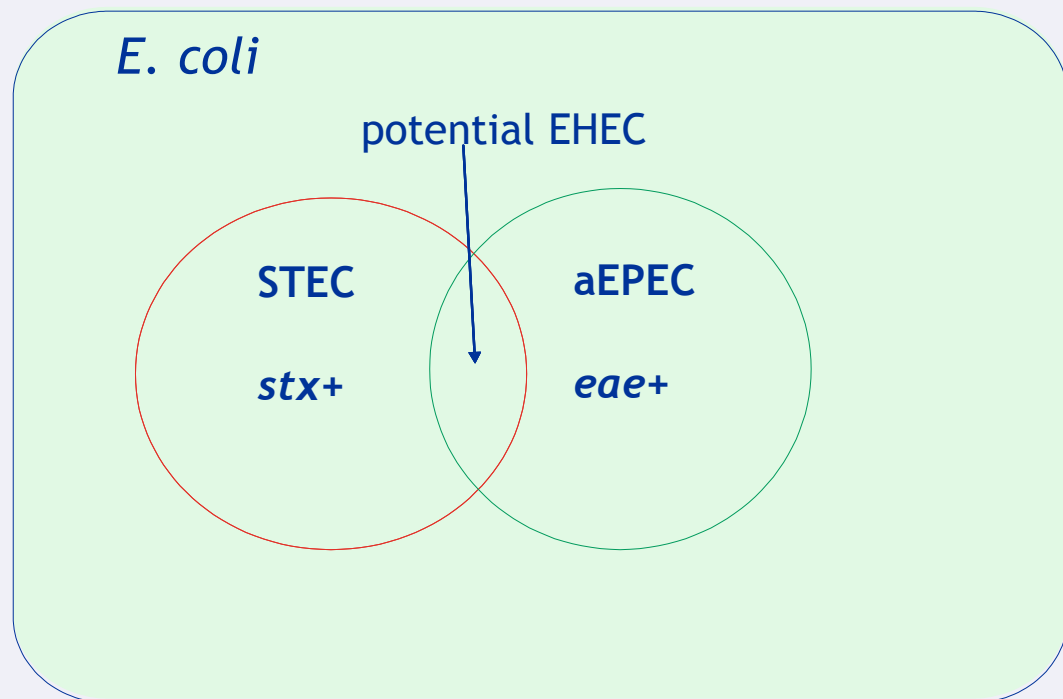 E. coli
potential EHEC
STEC
aEPEC
stx+
eae+